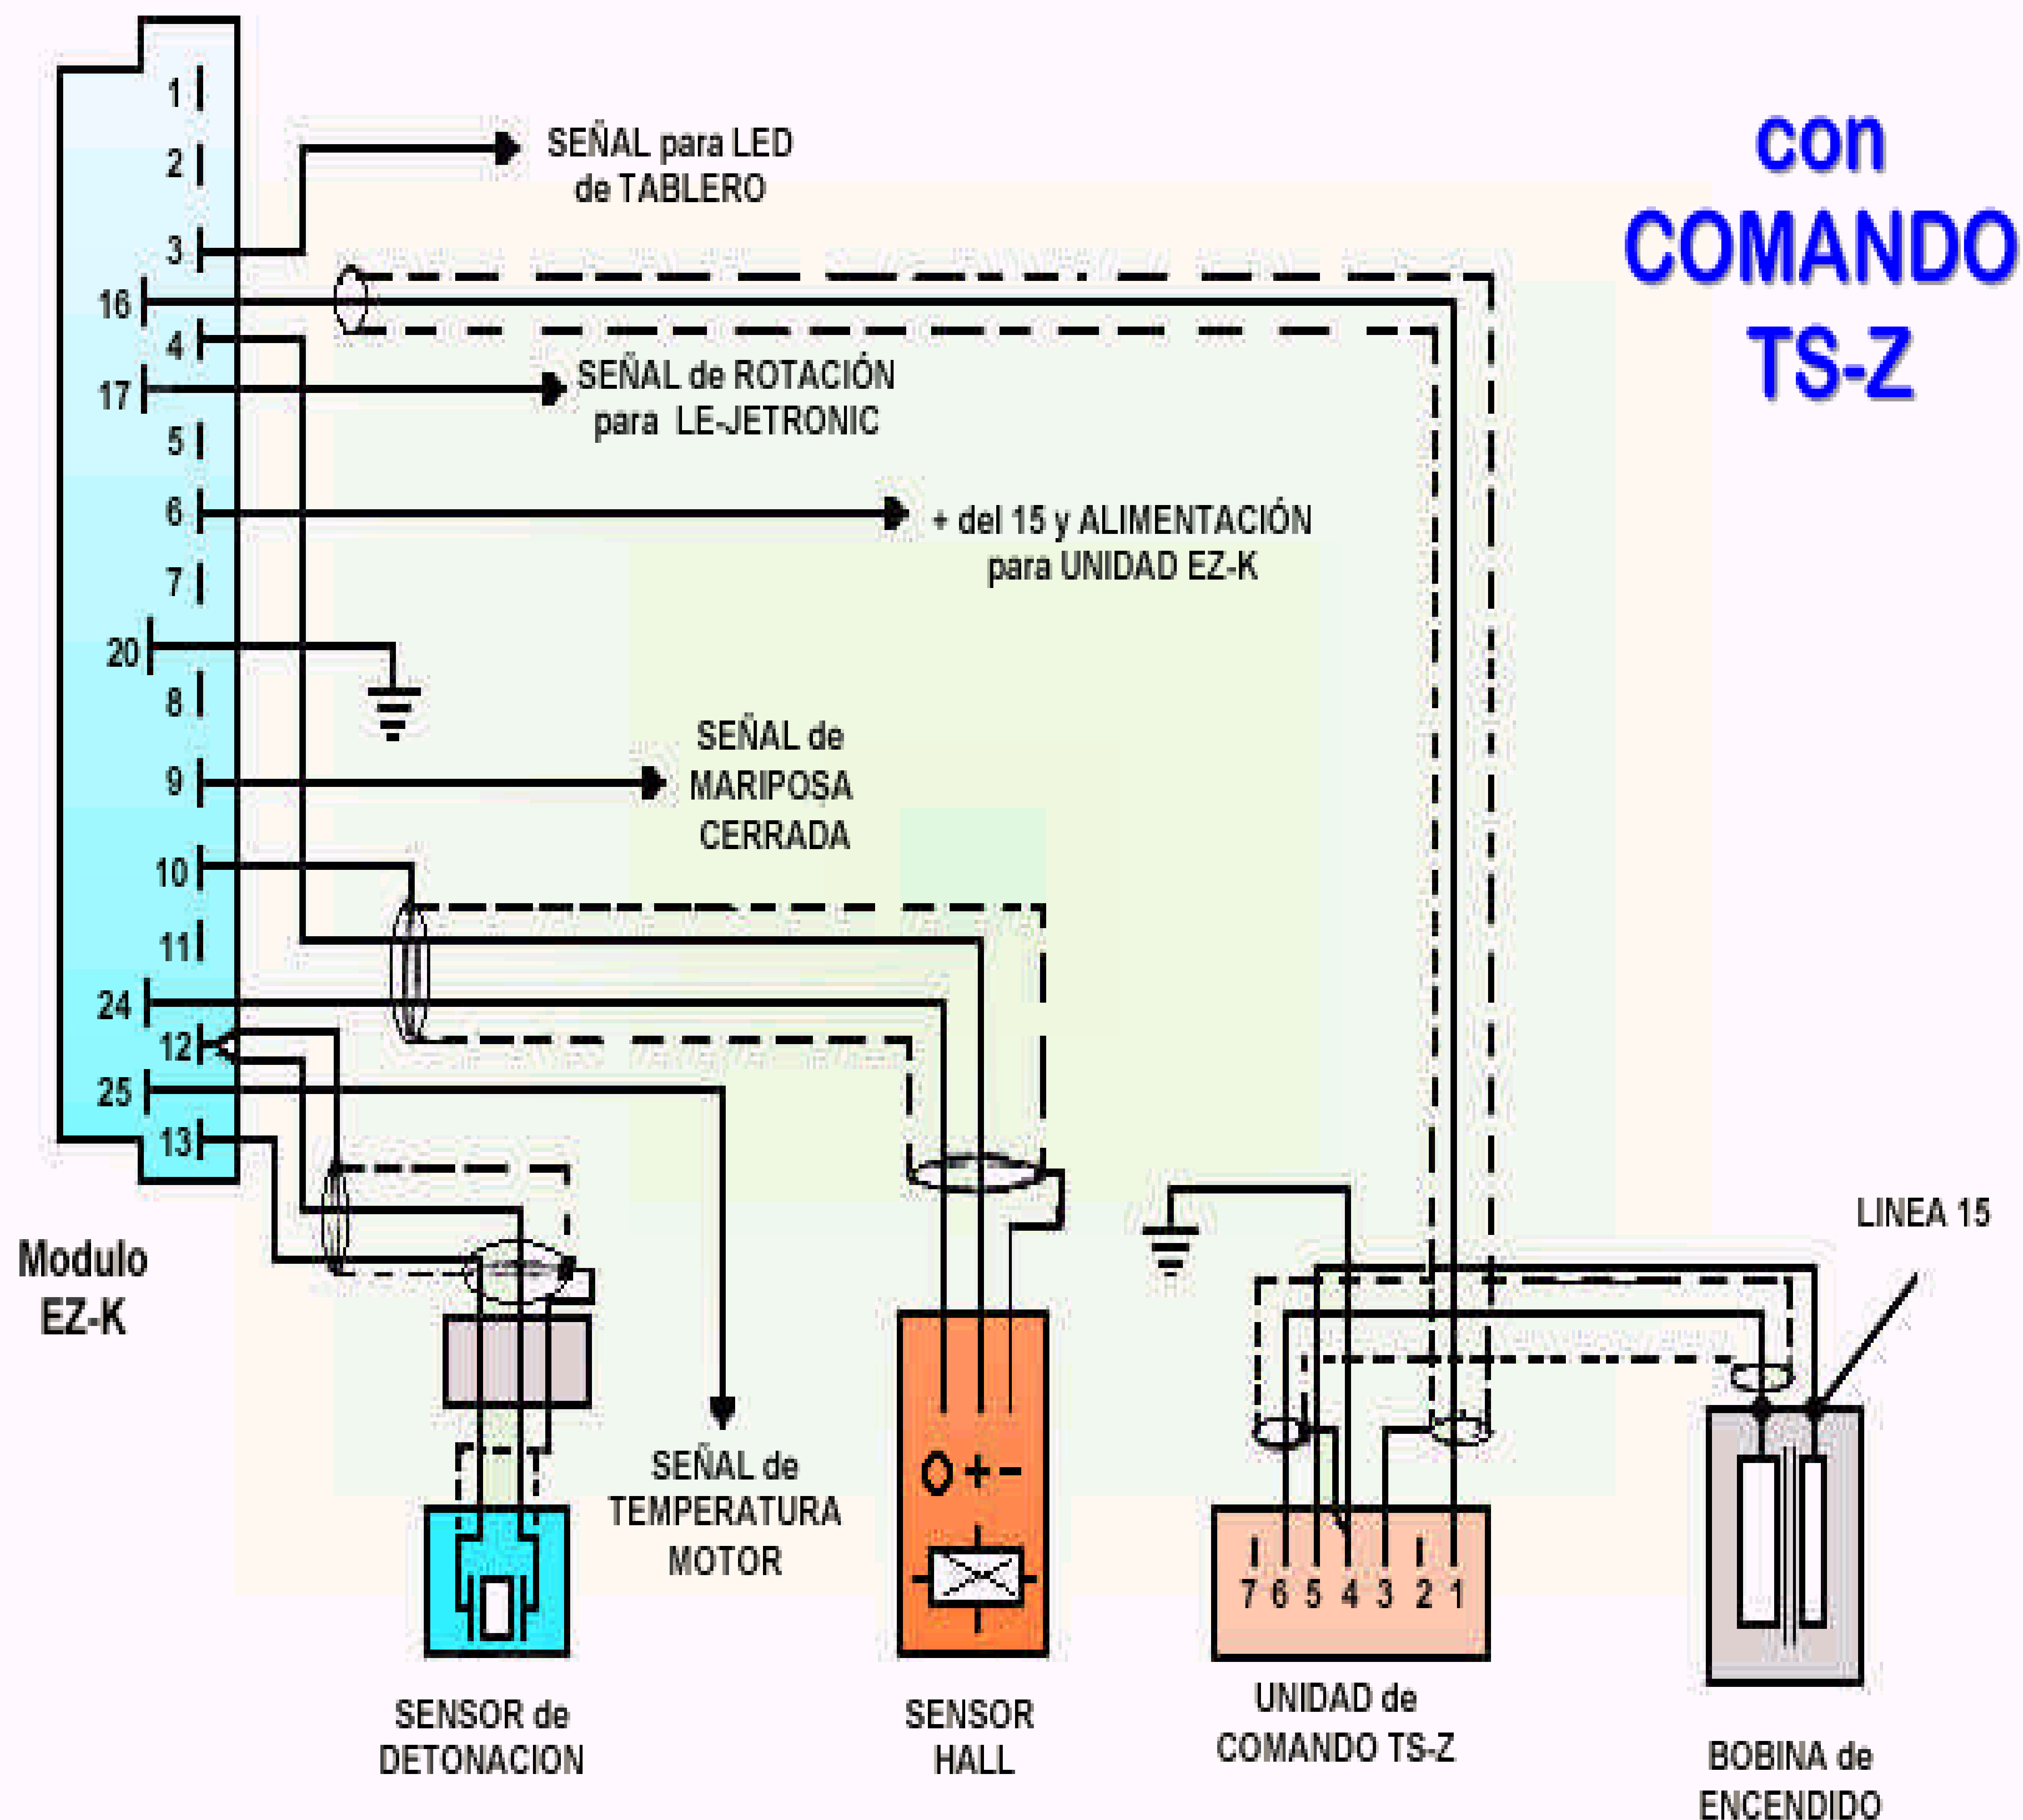 con
COMANDO
TS-Z
1
2
3
16
4
17
5
6
7
20
8
9
10
11
24
12
25
13
SEÑAL para LED
de TABLERO
SEÑAL de ROTACIÓN
para LE-JETRONIC
+ del 15 y ALIMENTACIÓN
para UNIDAD EZ-K
SEÑAL de
MARIPOSA
CERRADA
Modulo
EZ-K
LINEA 15
SEÑAL de
TEMPERATURA
MOTOR
O + -
7 6 5 4 3 2 1
SENSOR de
DETONACION
SENSOR
HALL
UNIDAD de
COMANDO TS-Z
BOBINA de
ENCENDIDO